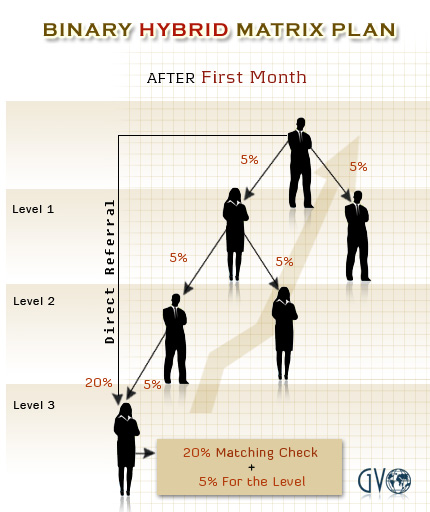 BINARY HYBRID MATRIX PLAN
AFTER First Month
5%
5%
Level 1
Direct Referral
5%
5%
Level 2
20%
5%
Level 3
20% Matching Check
+
5% For the Level
GVO